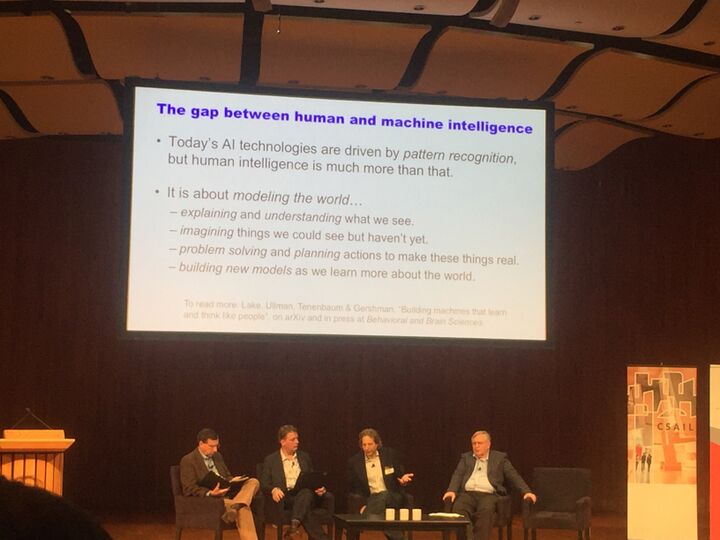 The gap between human and machine intelligence
• Today's AI technologies are driven by pattern recognition,
but human intelligence is much more than that.
• It is about modeling the world…
– explaining and understanding what we see.
– imagining things we could see but haven't yet.
– problem solving and planning actions to make these things real.
– building new models as we learn more about the world.
To read more: Lake, Ullman, Tenenbaum & Gershman, "Building machines that learn
and think like people", on arXiv and in press at Behavioral and Brain Sciences.
CSAIL